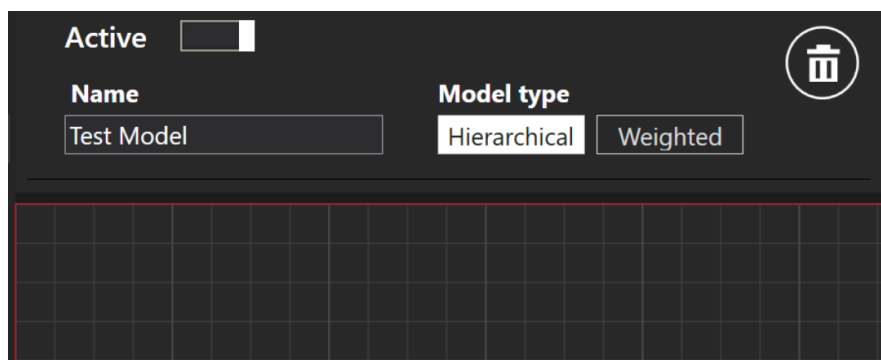 Active
Name
Model type
Test Model
Hierarchical
Weighted